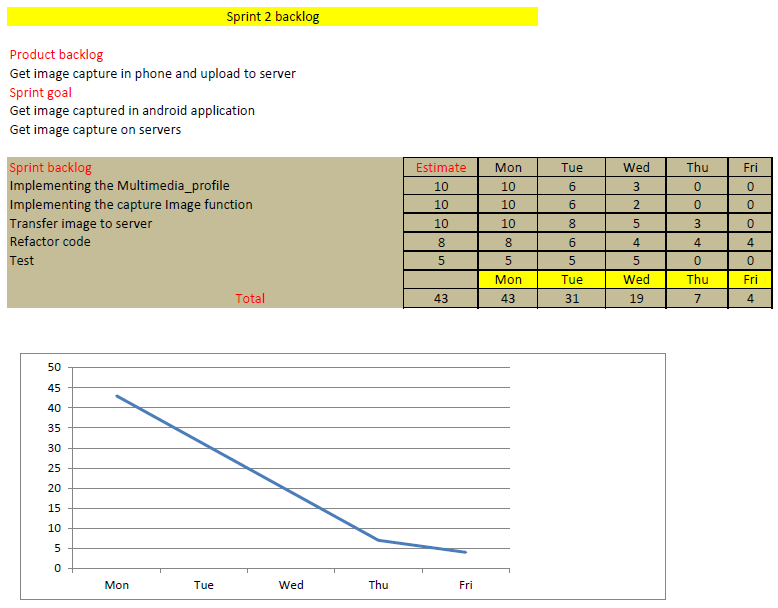 Sprint 2 backlog
Product backlog
Get image capture in phone and upload to server
Sprint goal
Get image captured in android application
Get image capture on servers
Sprint backlog Estimate Mon Tue Wed Thu Fri
Implementing the Multimedia_profile 10 10 6 3 0 0
Implementing the capture Image function 10 10 6 2 0 0
Transfer image to server 10 10 8 5 3 0
Refactor code 8 8 6 4 4 4
Test 5 5 5 5 0 0
Mon Tue Wed Thu Fri
Total 43 43 31 19 7 4
50
45
40
35
30
25
20
15
10
5
0
Mon Tue Wed Thu Fri